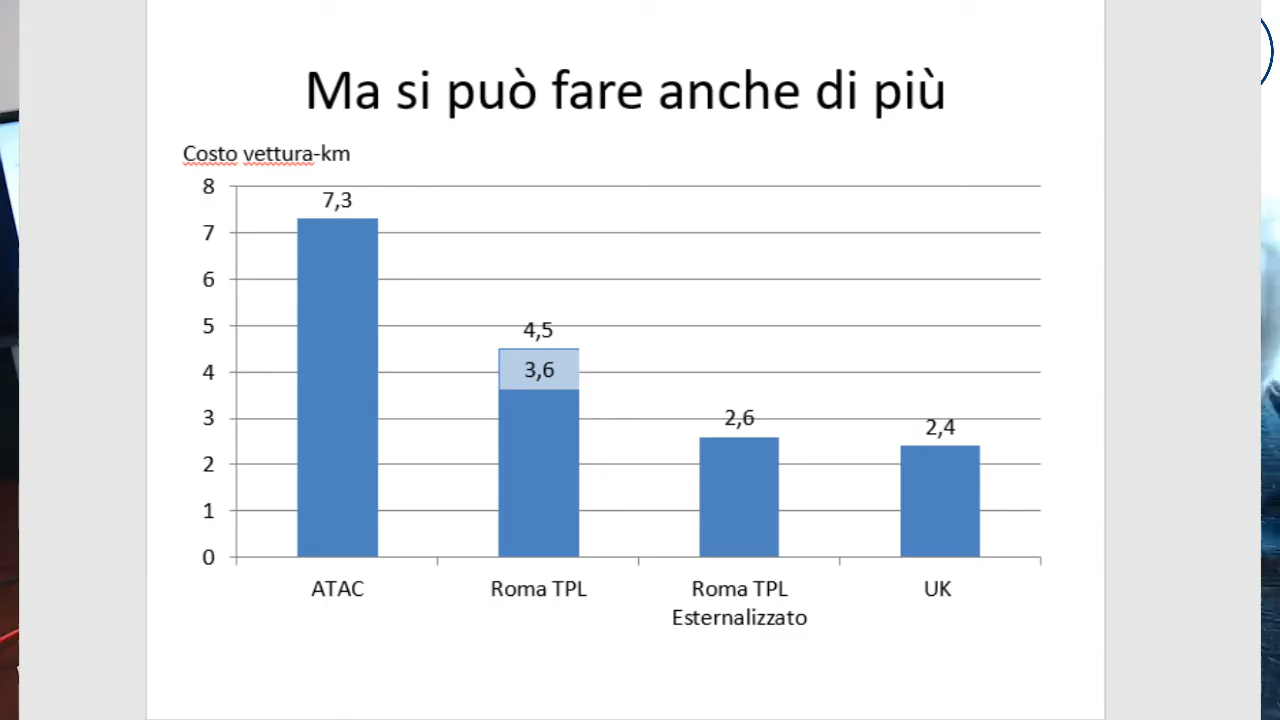 Ma si può fare anche di più
Costo vettura-km
8
7,3
7
6
5
4,5
4
3,6
3
2,6
2,4
2
1
0
ATAC
Roma TPL
Roma TPL
Esternalizzato
UK